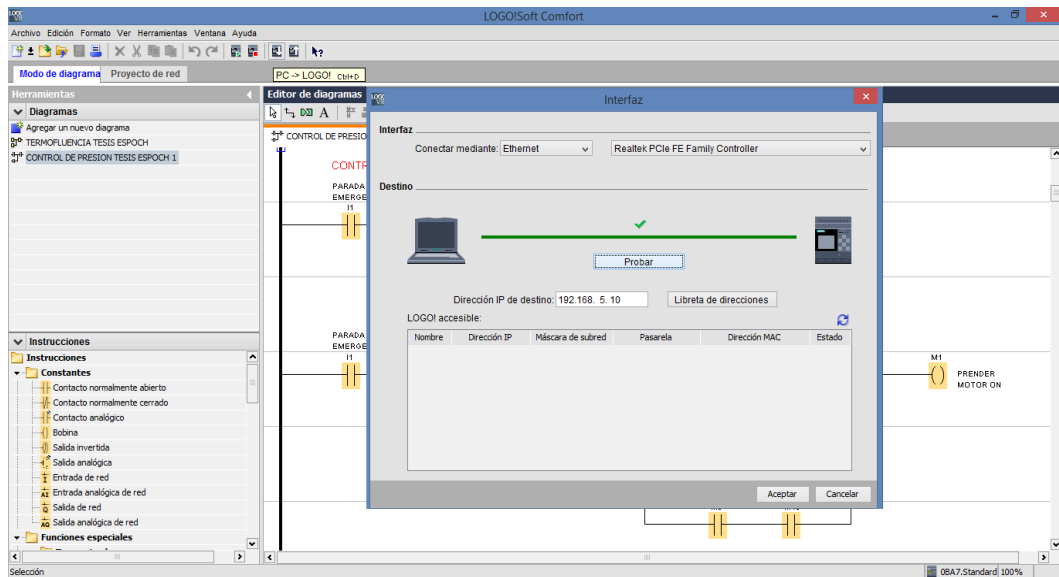 LOGO!Soft Comfort
Archivo Edición Formato Ver Herramientas Ventana Ayuda
Modo de diagrama Proyecto de red
PC -> LOGO! Ctrl+D
Herramientas
Diagramas
Agregar un nuevo diagrama
TERMOFLUENCIA TESIS ESPOCH
CONTROL DE PRESION TESIS ESPOCH 1
Instrucciones
Instrucciones
Constantes
Contacto normalmente abierto
Contacto normalmente cerrado
Contacto analógico
Bobina
Salida invertida
Salida analógica
Entrada de red
Entrada analógica de red
Salida de red
Salida analógica de red
Funciones especiales
Editor de diagramas
CONTROL DE PRESIO
CONTR
PARADA
EMERGE
I1
PARADA
EMERGE
I1
M1
PRENDER
MOTOR ON
Interfaz
Interfaz
Conectar mediante: Ethernet Realtek PCIe FE Family Controller
Destino
Probar
Dirección IP de destino: 192.168. 5. 10 Libreta de direcciones
LOGO! accesible:
Nombre Dirección IP Máscara de subred Pasarela Dirección MAC Estado
Aceptar Cancelar
Selección
0BA7.Standard 100%